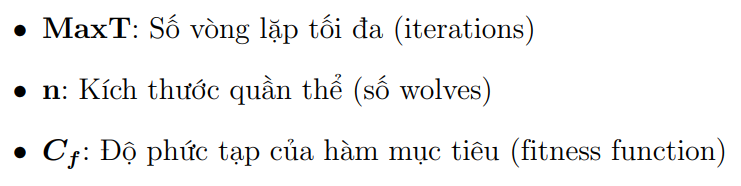 • MaxT: Số vòng lặp tối đa (iterations)
• n: Kích thước quần thể (số wolves)
• C_f: Độ phức tạp của hàm mục tiêu (fitness function)